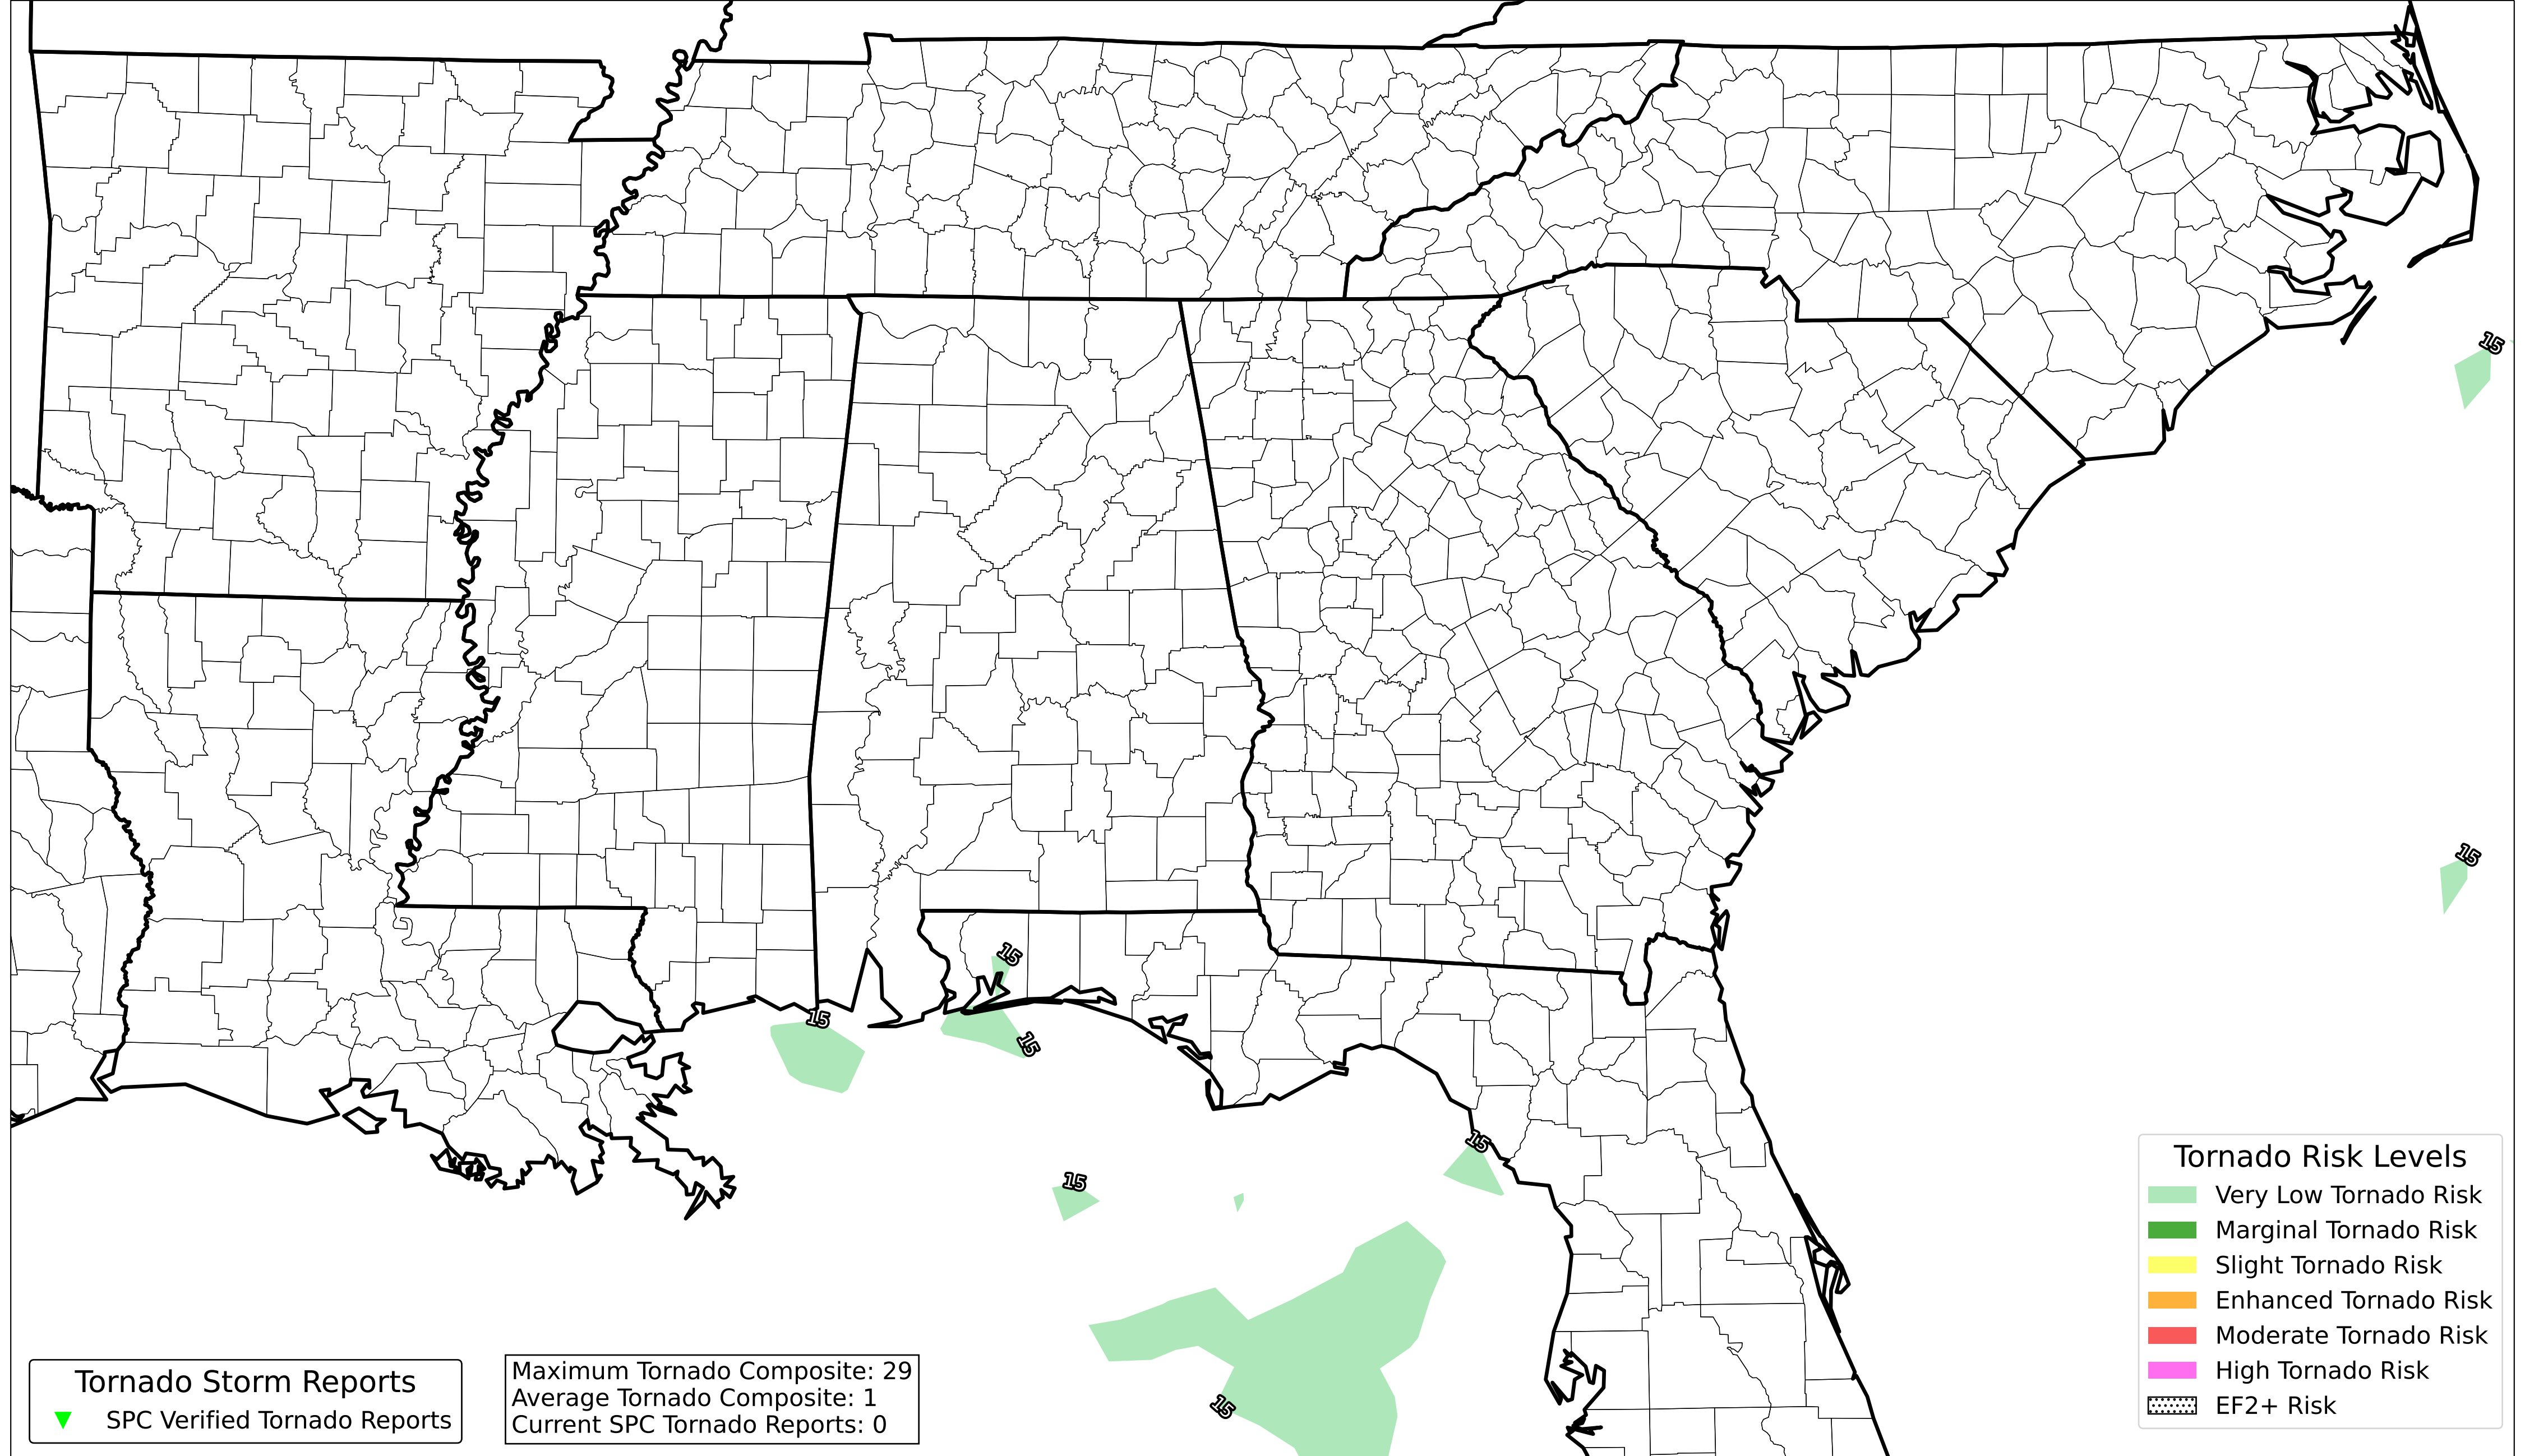 15
15
15
15
15
15
15
15
Tornado Risk Levels
Very Low Tornado Risk
Marginal Tornado Risk
Slight Tornado Risk
Enhanced Tornado Risk
Moderate Tornado Risk
High Tornado Risk
EF2+ Risk
Tornado Storm Reports
SPC Verified Tornado Reports
Maximum Tornado Composite: 29
Average Tornado Composite: 1
Current SPC Tornado Reports: 0